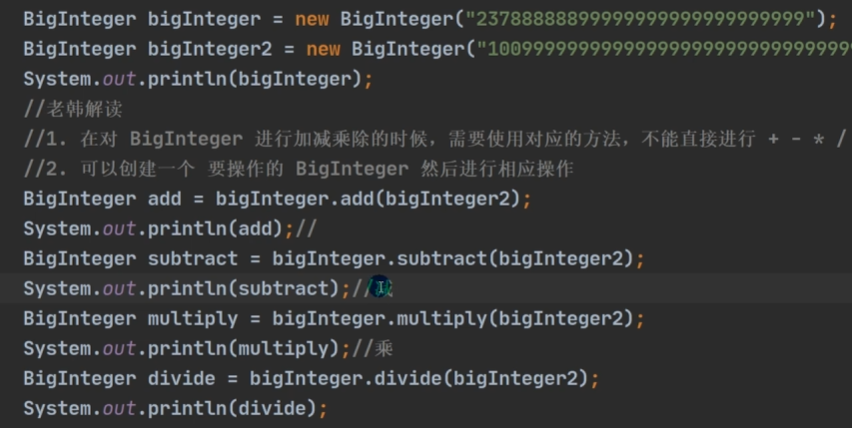 BigInteger bigInteger = new BigInteger("23788888899999999999999999999");
BigInteger bigInteger2 = new BigInteger("10099999999999999999999999999999
System.out.println(bigInteger);
//老韩解读
//1. 在对 BigInteger 进行加减乘除的时候，需要使用对应的方法，不能直接进行 + - * /
//2. 可以创建一个 要操作的 BigInteger 然后进行相应操作
BigInteger add = bigInteger.add(bigInteger2);
System.out.println(add);//
BigInteger subtract = bigInteger.subtract(bigInteger2);
System.out.println(subtract);//减
BigInteger multiply = bigInteger.multiply(bigInteger2);
System.out.println(multiply);//乘
BigInteger divide = bigInteger.divide(bigInteger2);
System.out.println(divide);